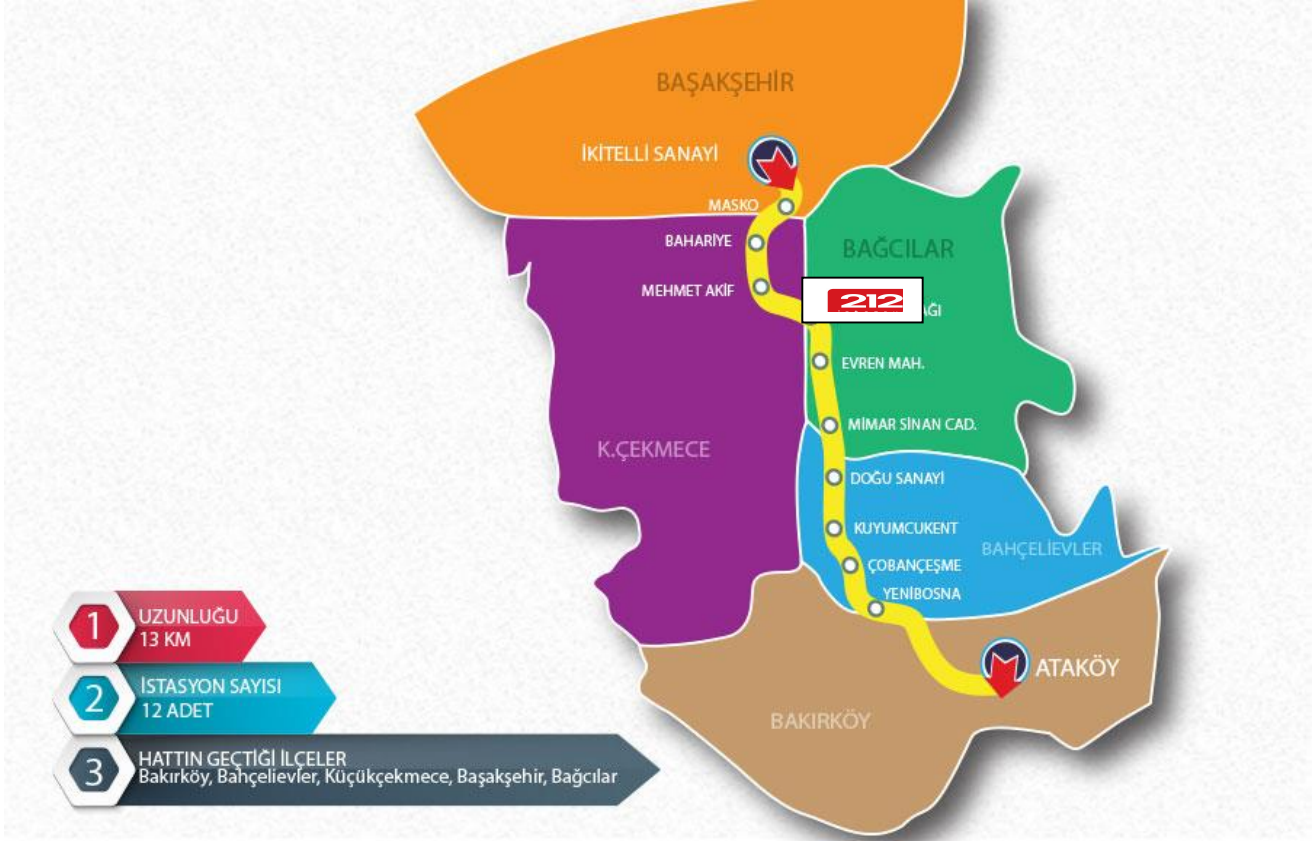 BAŞAKŞEHİR
İKİTELLİ SANAYİ
MASKO
BAHARİYE
BAĞCILAR
MEHMET AKİF
212
EVREN MAH.
MİMAR SİNAN CAD.
K.ÇEKMECE
DOĞU SANAYİ
KUYUMCUKENT
BAHÇELİEVLER
ÇOBANÇEŞME
YENİBOSNA
ATAKÖY
BAKIRKÖY
1
UZUNLUĞU
13 KM
2
İSTASYON SAYISI
12 ADET
3
HATTIN GEÇTİĞİ İLÇELER
Bakırköy, Bahçelievler, Küçükçekmece, Başakşehir, Bağcılar